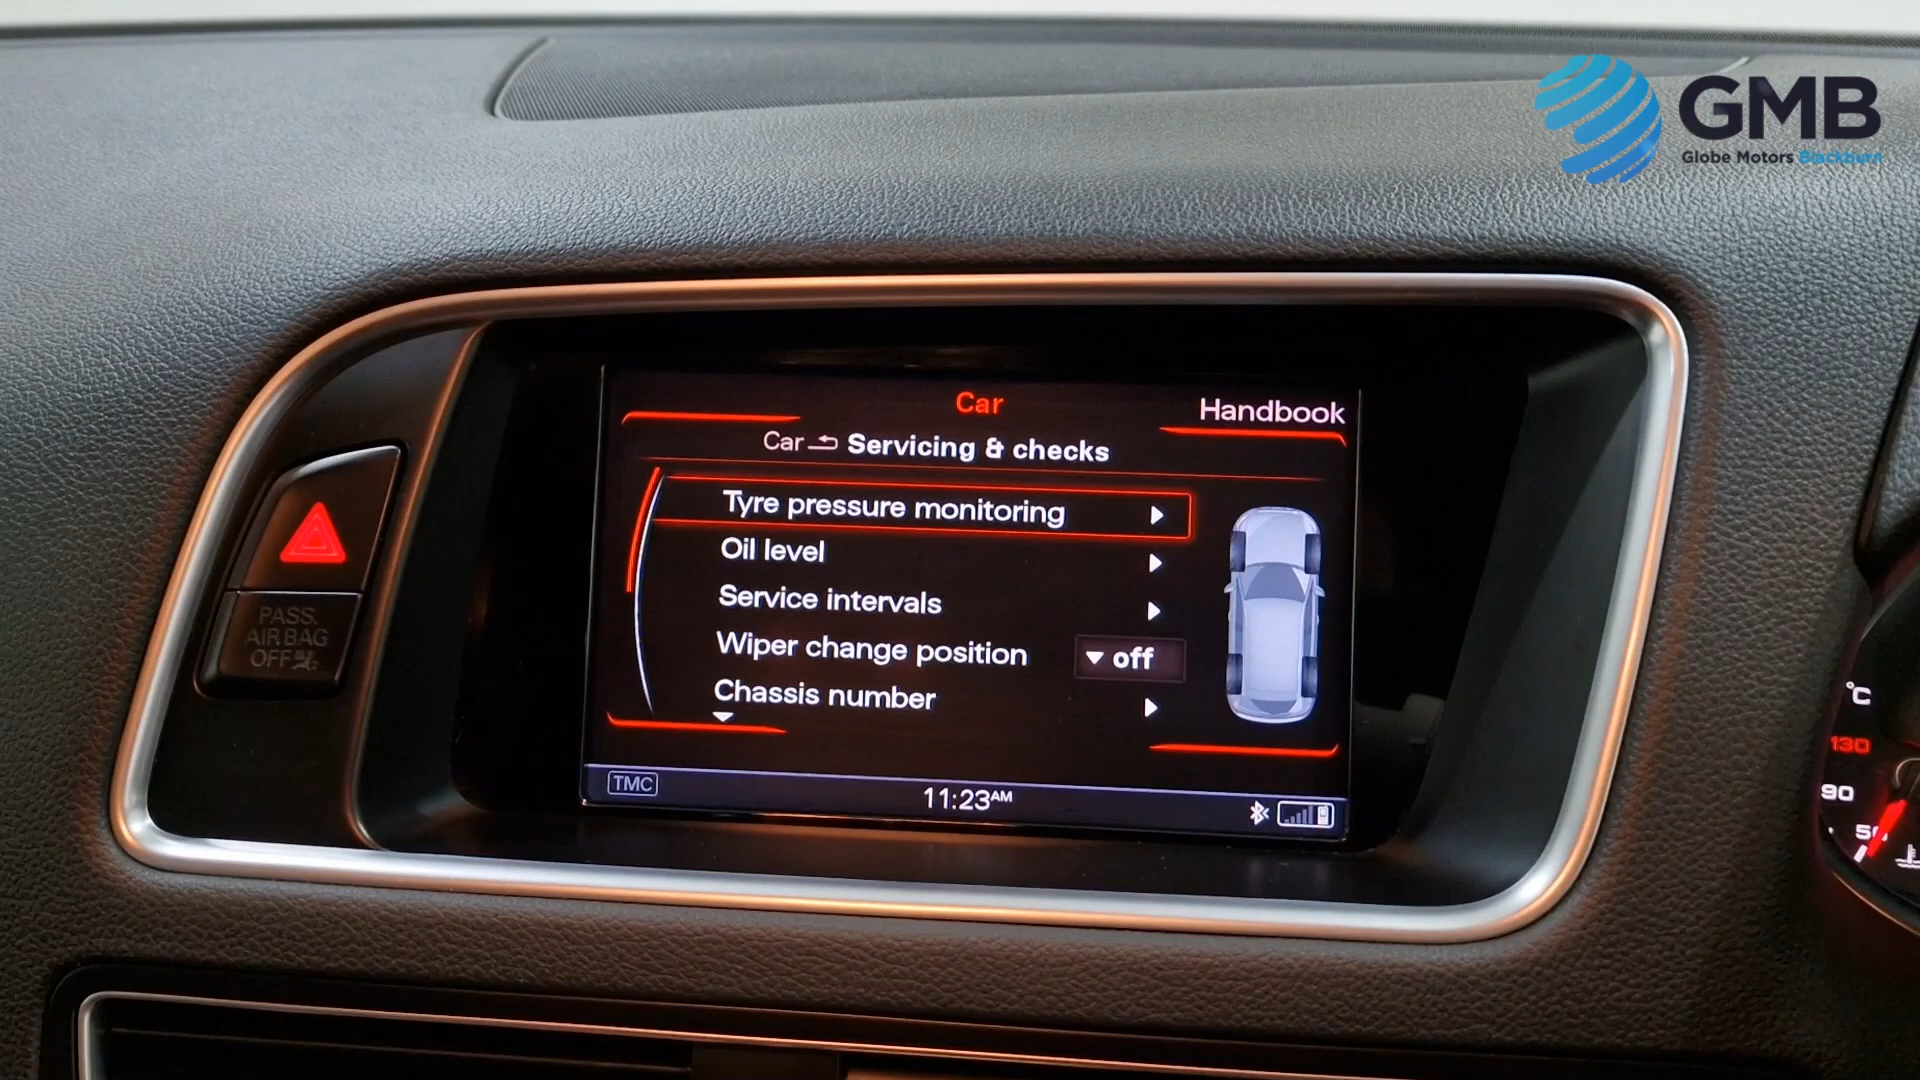 GMB
Globe Motors Blackburn
Car
Handbook
Car Servicing & checks
Tyre pressure monitoring
Oil level
Service intervals
Wiper change position
off
Chassis number
TMC
11:23AM
PASS.
AIR BAG
OFF
°C
130
90
50